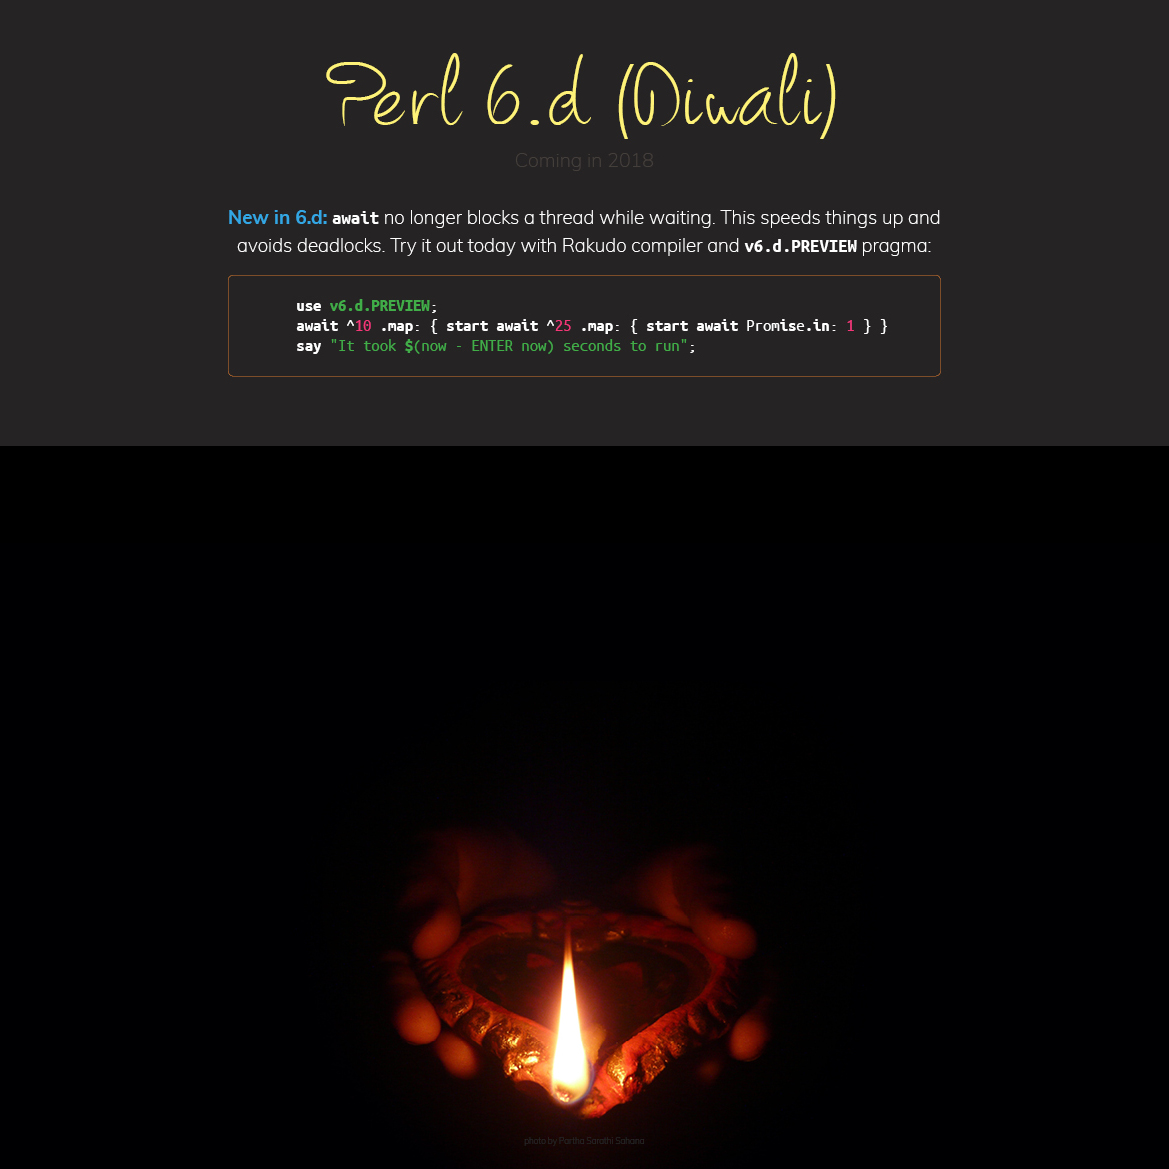 Perl 6.d (Diwali)
Coming in 2018
New in 6.d: await no longer blocks a thread while waiting. This speeds things up and
avoids deadlocks. Try it out today with Rakudo compiler and v6.d.PREVIEW pragma:
use v6.d.PREVIEW;
await ^10 .map: { start await ^25 .map: { start await Promise.in: 1 } }
say "It took $(now - ENTER now) seconds to run";
photo by Partha Sarathi Sahana